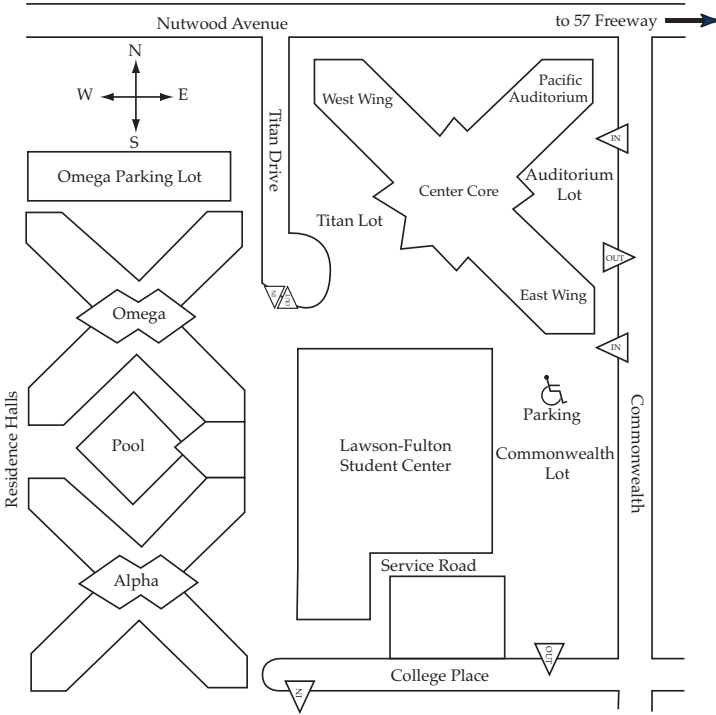 to 57 Freeway
Nutwood Avenue
N
W
E
S
West Wing
Pacific
Auditorium
Titan Drive
IN
Omega Parking Lot
Center Core
Auditorium
Lot
Titan Lot
OUT
IN
OUT
East Wing
Omega
IN
Residence Halls
Parking
Commonwealth
Pool
Lawson-Fulton
Student Center
Commonwealth
Lot
Service Road
Alpha
OUT
College Place
IN